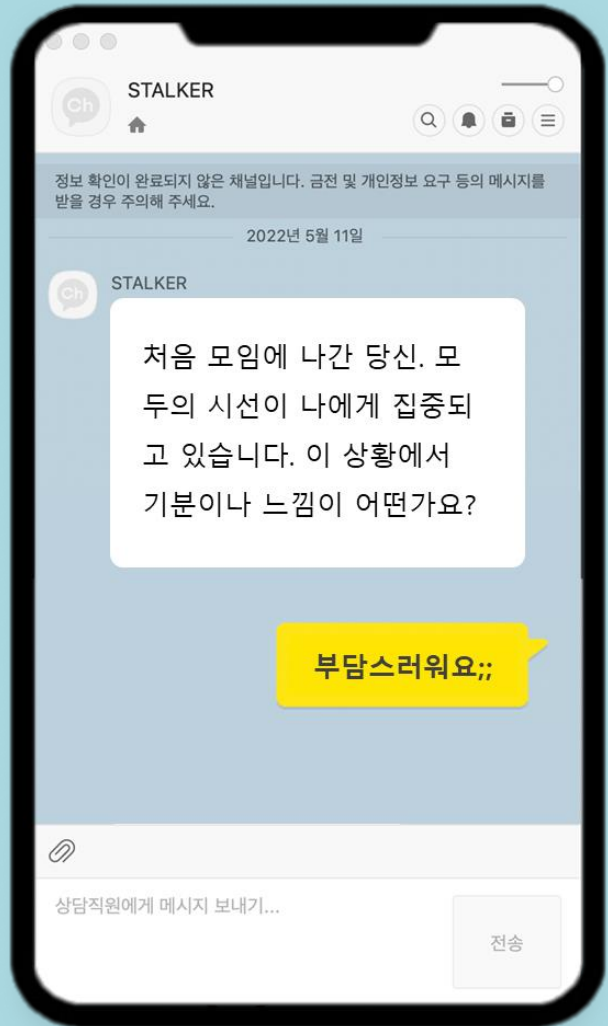 STALKER
Ch
정보 확인이 완료되지 않은 채널입니다. 금전 및 개인정보 요구 등의 메시지를
받을 경우 주의해 주세요.
2022년 5월 11일
STALKER
Ch
처음 모임에 나간 당신. 모
두의 시선이 나에게 집중되
고 있습니다. 이 상황에서
기분이나 느낌이 어떤가요?
부담스러워요;;
상담직원에게 메시지 보내기...
전송